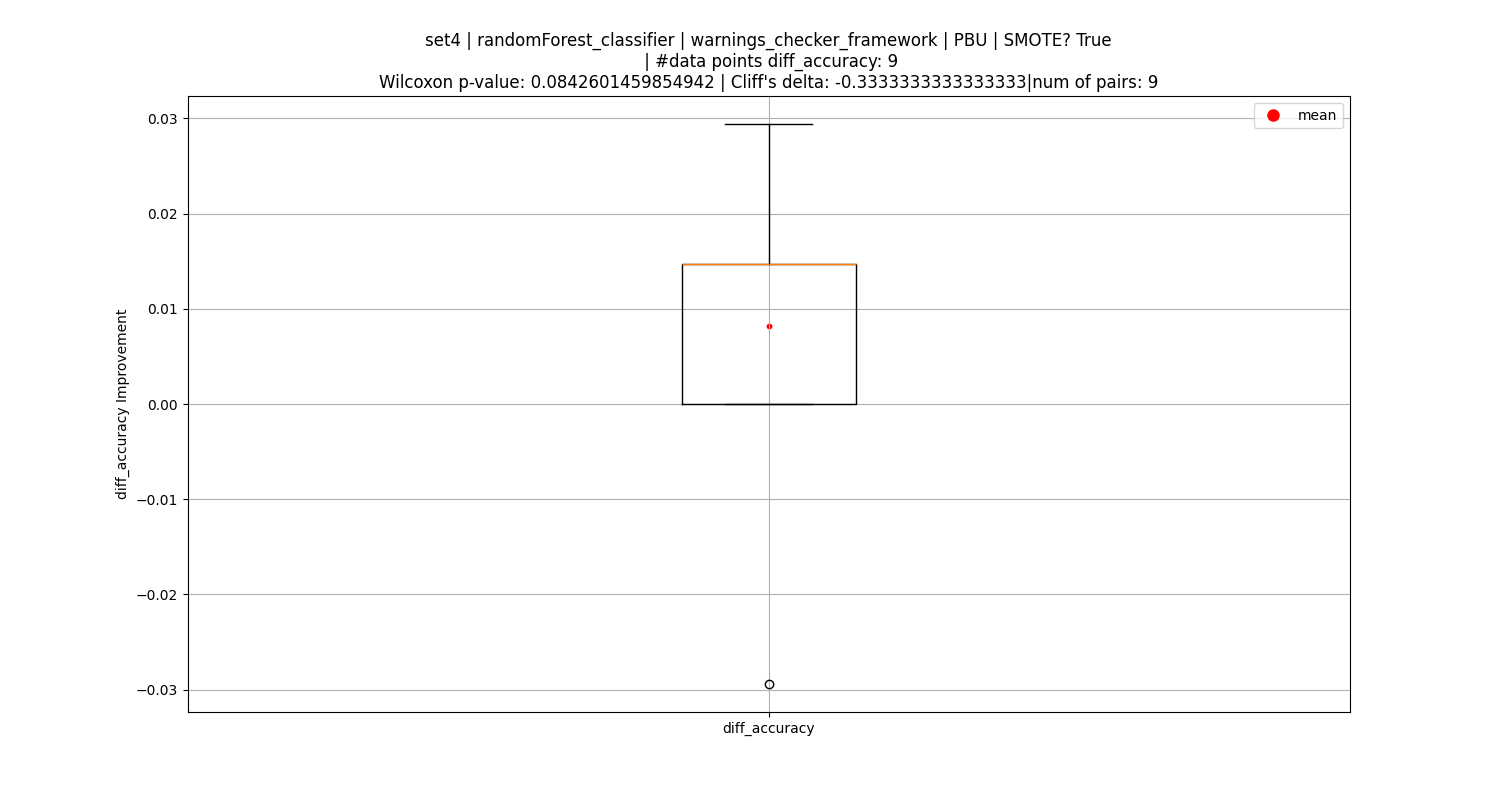 set4 | randomForest_classifier | warnings_checker_framework | PBU | SMOTE? True
| #data points diff_accuracy: 9
Wilcoxon p-value: 0.0842601459854942 | Cliff's delta: -0.3333333333333333|num of pairs: 9
mean
0.03
0.02
0.01
0.00
−0.01
−0.02
−0.03
diff_accuracy Improvement
diff_accuracy